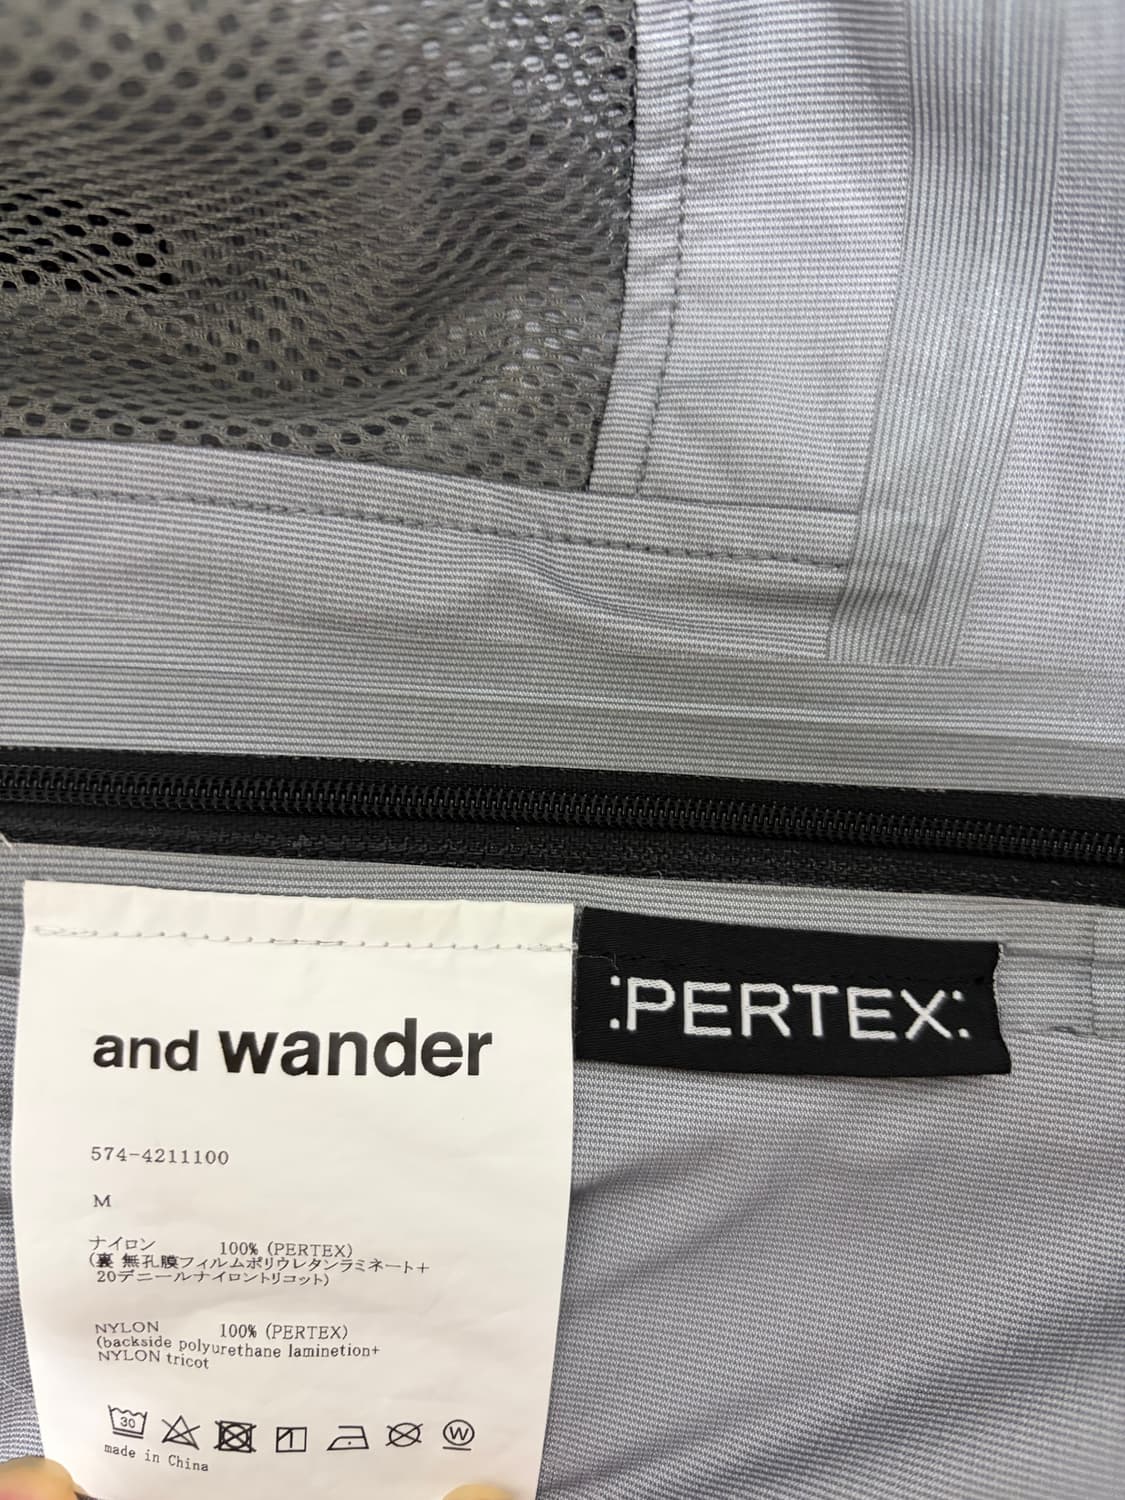 :PERTEX:
and wander
574-4211100
M
ナイロン 100% (PERTEX)
(裏 無孔膜フィルムポリウレタンラミネート+
20デニールナイロントリコット)
NYLON 100% (PERTEX)
(backside polyurethane laminetion+
NYLON tricot
30
W
made in China